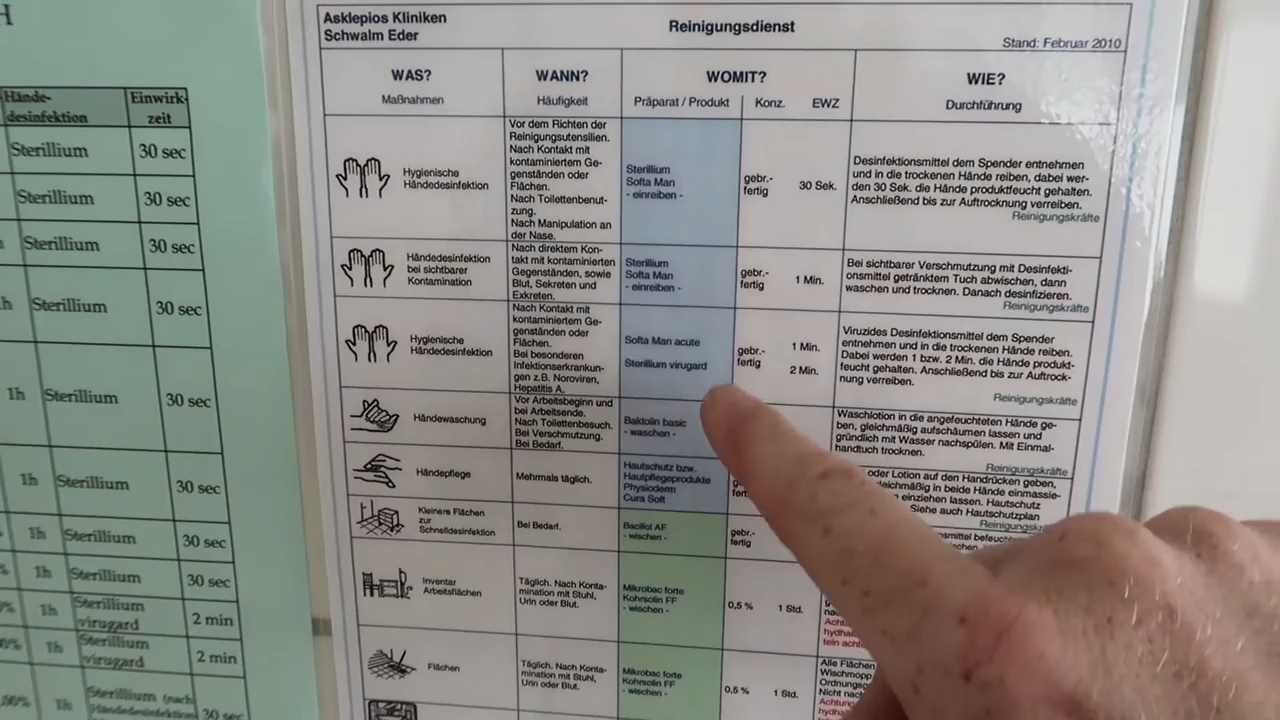 H
Hände-
desinfektion
Einwirk-
zeit
Sterillium
30 sec
Sterillium
30 sec
Sterillium
30 sec
h
Sterillium
30 sec
1h
Sterillium
30 sec
1h
Sterillium
30 sec
1h
Sterillium
30 sec
%
1h
Sterillium
30 sec
1h
Sterillium
virugard
2 min
1h
Sterillium
virugard
2 min
1h
Sterillium (nach
Händedesinfektion
30 sec
Asklepios Kliniken
Schwalm Eder
Reinigungsdienst
Stand: Februar 2010
WAS?
Maßnahmen
WANN?
Häufigkeit
WOMIT?
Präparat / Produkt
Konz.
EWZ
WIE?
Durchführung
Hygienische
Händedesinfektion
Vor dem Richten der
Reinigungsutensilien.
Nach Kontakt mit
kontaminiertem Ge-
genständen oder
Flächen.
Nach Toilettenbenut-
zung.
Nach Manipulation an
der Nase.
Sterillium
Softa Man
- einreiben -
gebr.-
fertig
30 Sek.
Desinfektionsmittel dem Spender entnehmen
und in die trockenen Hände reiben, dabei wer-
den 30 Sek. die Hände produktfeucht gehalten.
Anschließend bis zur Auftrocknung verreiben.
Reinigungskräfte
Händedesinfektion
bei sichtbarer
Kontamination
Nach direktem Kon-
takt mit kontaminierten
Gegenständen, sowie
Blut, Sekreten und
Exkreten.
Sterillium
Softa Man
- einreiben -
gebr.-
fertig
1 Min.
Bei sichtbarer Verschmutzung mit Desinfekti-
onsmittel getränktem Tuch abwischen, dann
waschen und trocknen. Danach desinfizieren.
Reinigungskräfte
Hygienische
Händedesinfektion
Nach Kontakt mit
kontaminiertem Ge-
genständen oder
Flächen.
Bei besonderen
Infektionserkrankun-
gen z.B. Noroviren,
Hepatitis A.
Softa Man acute
Sterillium virugard
gebr.-
fertig
1 Min.
2 Min.
Viruzides Desinfektionsmittel dem Spender
entnehmen und in die trockenen Hände reiben.
Dabei werden 1 bzw. 2 Min. die Hände produkt-
feucht gehalten. Anschließend bis zur Auftrock-
nung verreiben.
Reinigungskräfte
Händewaschung
Vor Arbeitsbeginn und
bei Arbeitsende.
Nach Toilettenbesuch.
Bei Verschmutzung.
Bei Bedarf.
Baktolin basic
- waschen -
Waschlotion in die angefeuchteten Hände ge-
ben, gleichmäßig aufschäumen lassen und
gründlich mit Wasser nachspülen. Mit Einmal-
handtuch trocknen.
Reinigungskräfte
Händepflege
Mehrmals täglich.
Hautschutz bzw.
Hautpflegeprodukte
Physioderm
Cura Soft
oder Lotion auf den Handrücken geben,
gleichmäßig in beide Hände einmassie-
einziehen lassen. Hautschutz
Siehe auch Hautschutzplan
Kleinere Flächen
zur
Schnelldesinfektion
Bei Bedarf.
Bacillol AF
- wischen -
gebr.-
fertig
Inventar
Arbeitsflächen
Täglich. Nach Konta-
mination mit Stuhl,
Urin oder Blut.
Mikrobac forte
Kohrsolin FF
- wischen -
0,5 %
1 Std.
Flächen
Täglich. Nach Konta-
mination mit Stuhl,
Urin oder Blut.
Mikrobac forte
Kohrsolin FF
- wischen -
0,5 %
1 Std.
Alle Flächen
Wischmopp